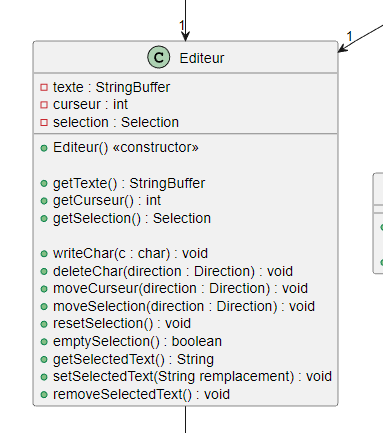 1
1
C Editeur
texte : StringBuffer
curseur : int
selection : Selection
Editeur() «constructor»
getTexte() : StringBuffer
getCurseur() : int
getSelection() : Selection
writeChar(c : char) : void
deleteChar(direction : Direction) : void
moveCurseur(direction : Direction) : void
moveSelection(direction : Direction) : void
resetSelection() : void
emptySelection() : boolean
getSelectedText() : String
setSelectedText(String remplacement) : void
removeSelectedText() : void